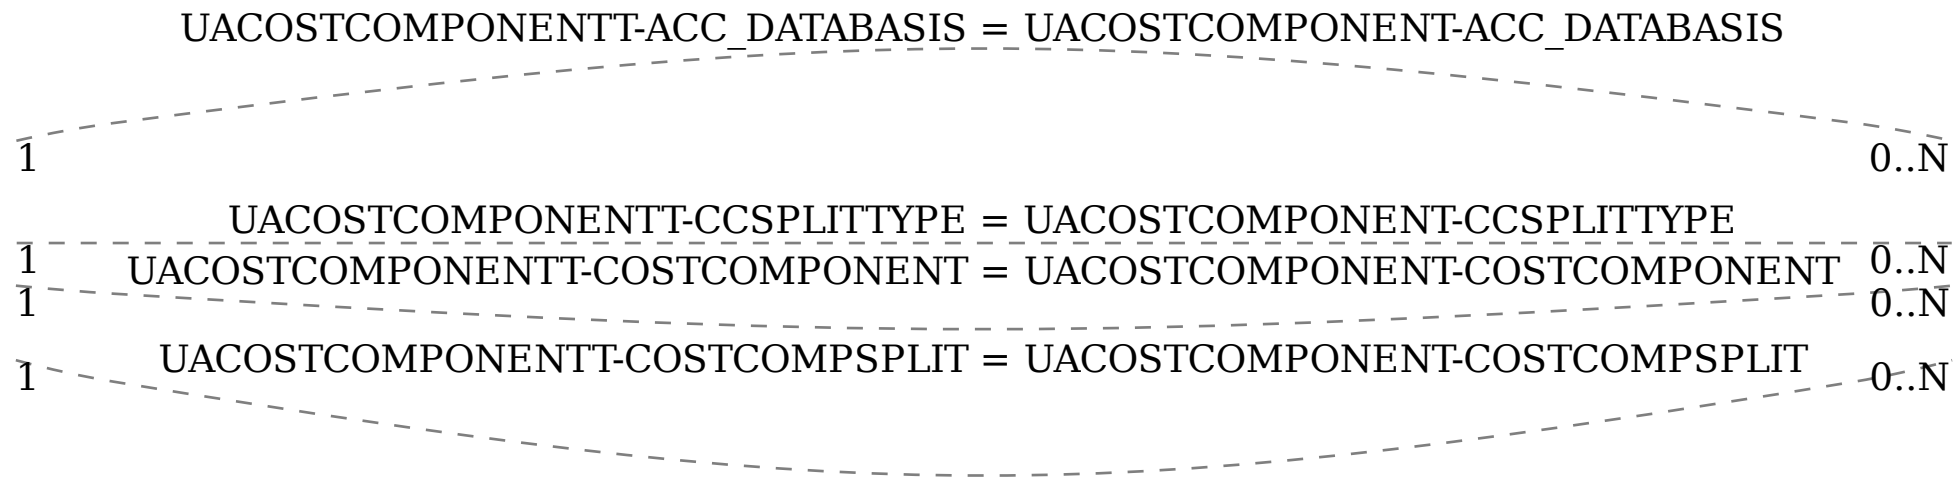 UACOSTCOMPONENTT-ACC_DATABASIS = UACOSTCOMPONENT-ACC_DATABASIS
1 0..N
UACOSTCOMPONENTT-CCSPLITTYPE = UACOSTCOMPONENT-CCSPLITTYPE
1 0..N
UACOSTCOMPONENTT-COSTCOMPONENT = UACOSTCOMPONENT-COSTCOMPONENT
1 0..N
UACOSTCOMPONENTT-COSTCOMPSPLIT = UACOSTCOMPONENT-COSTCOMPSPLIT
1 0..N